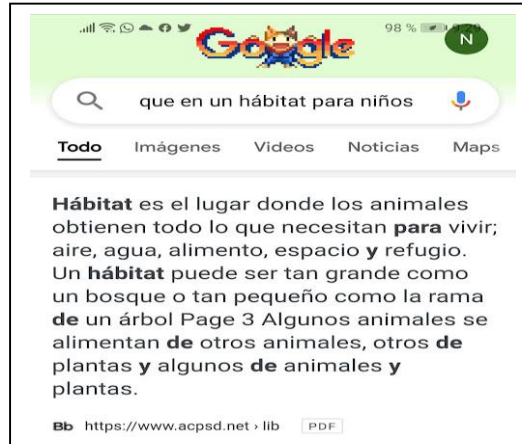 98 %
Google
N
que en un hábitat para niños
Todo Imágenes Videos Noticias Maps
Hábitat es el lugar donde los animales
obtienen todo lo que necesitan para vivir;
aire, agua, alimento, espacio y refugio.
Un hábitat puede ser tan grande como
un bosque o tan pequeño como la rama
de un árbol Page 3 Algunos animales se
alimentan de otros animales, otros de
plantas y algunos de animales y
plantas.
Bb https://www.acpsd.net › lib PDF